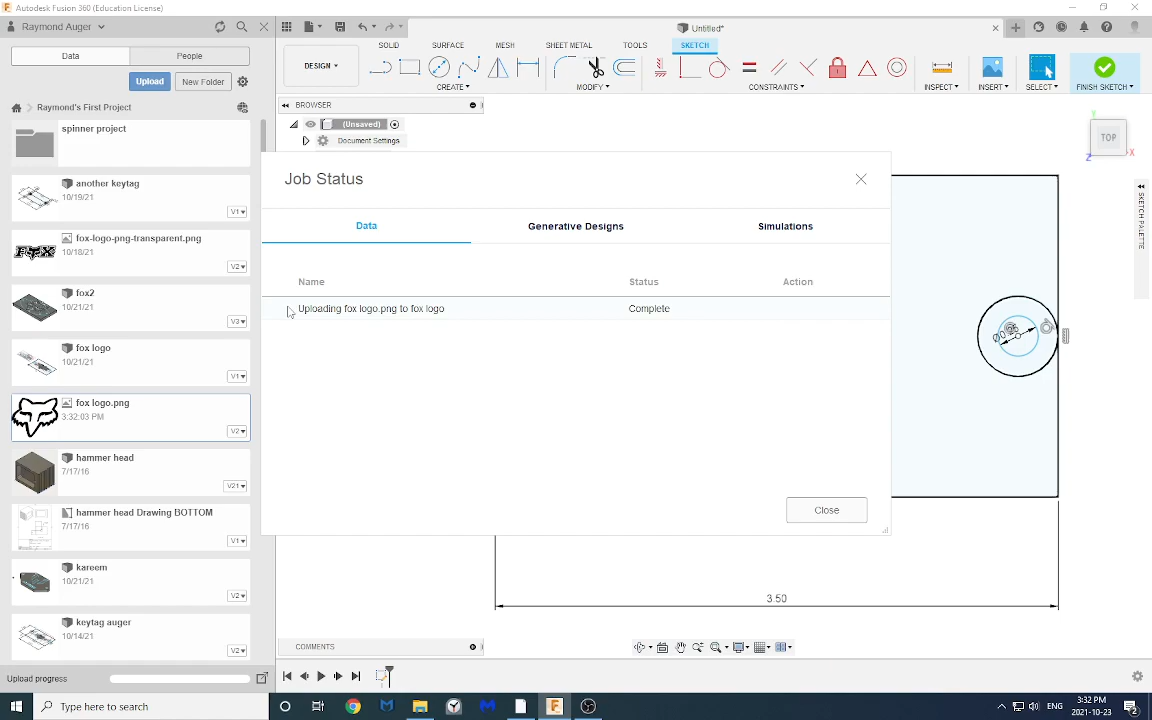 Autodesk Fusion 360 (Education License)
Raymond Auger
Untitled*
Data
People
Upload
New Folder
Raymond's First Project
spinner project
another keytag
10/19/21
V1
fox-logo-png-transparent.png
10/18/21
V2
FOX
fox2
10/21/21
V3
fox logo
10/21/21
V1
fox logo.png
3:32:03 PM
V2
hammer head
7/17/16
V21
hammer head Drawing BOTTOM
7/17/16
V1
kareem
10/21/21
V2
keytag auger
10/14/21
V2
Upload progress
DESIGN
SOLID
SURFACE
MESH
SHEET METAL
TOOLS
SKETCH
CREATE
MODIFY
CONSTRAINTS
INSPECT
INSERT
SELECT
FINISH SKETCH
BROWSER
(Unsaved)
Document Settings
TOP
X
Y
Z
SKETCH PALETTE
Job Status
Data
Generative Designs
Simulations
Name
Status
Action
Uploading fox logo.png to fox logo
Complete
Close
3.50
COMMENTS
Type here to search
ENG
3:32 PM
2021-10-23
2